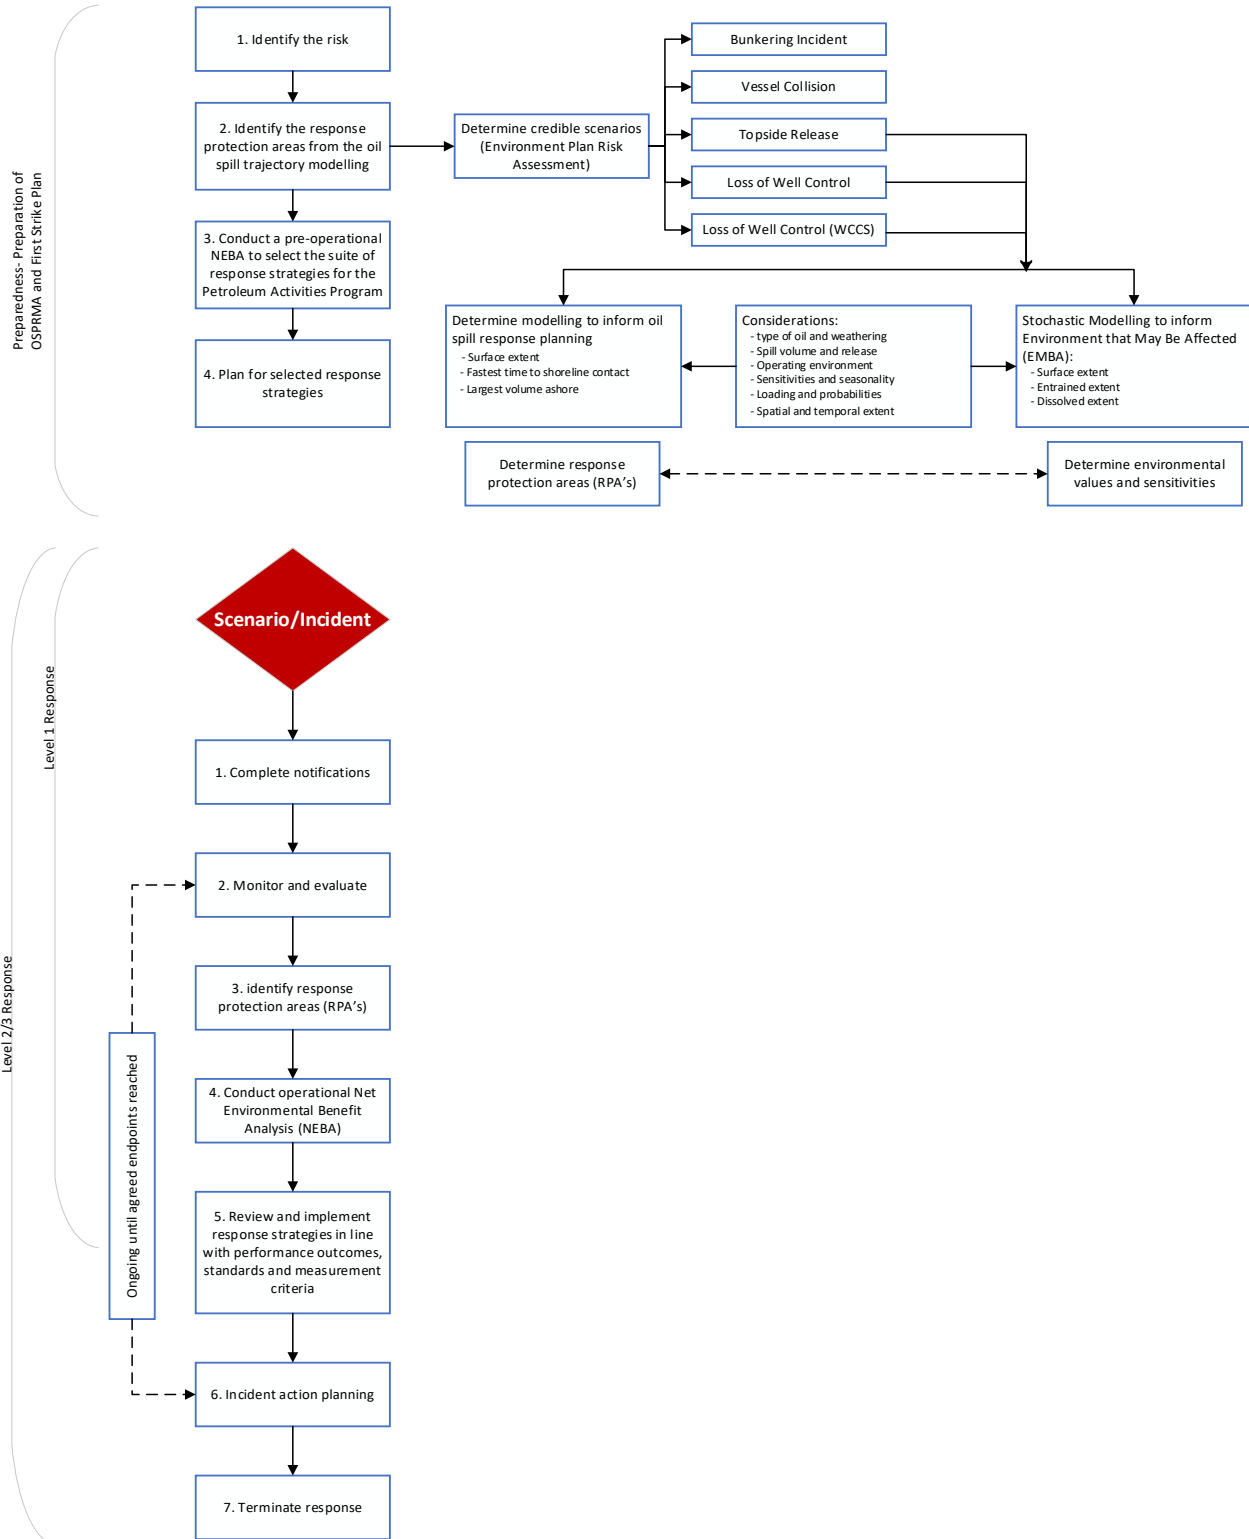 Preparedness- Preparation of
OSPRMA and First Strike Plan
1. Identify the risk
2. Identify the response
protection areas from the oil
spill trajectory modelling
3. Conduct a pre-operational
NEBA to select the suite of
response strategies for the
Petroleum Activities Program
4. Plan for selected response
strategies
Determine credible scenarios
(Environment Plan Risk
Assessment)
Bunkering Incident
Vessel Collision
Topside Release
Loss of Well Control
Loss of Well Control (WCCS)
Determine modelling to inform oil
spill response planning
- Surface extent
- Fastest time to shoreline contact
- Largest volume ashore
Considerations:
- type of oil and weathering
- Spill volume and release
- Operating environment
- Sensitivities and seasonality
- Loading and probabilities
- Spatial and temporal extent
Stochastic Modelling to inform
Environment that May Be Affected
(EMBA):
- Surface extent
- Entrained extent
- Dissolved extent
Determine response
protection areas (RPA's)
Determine environmental
values and sensitivities
Level 2/3 Response
Level 1 Response
Scenario/Incident
1. Complete notifications
2. Monitor and evaluate
3. identify response
protection areas (RPA's)
4. Conduct operational Net
Environmental Benefit
Analysis (NEBA)
5. Review and implement
response strategies in line
with performance outcomes,
standards and measurement
criteria
Ongoing until agreed endpoints reached
6. Incident action planning
7. Terminate response